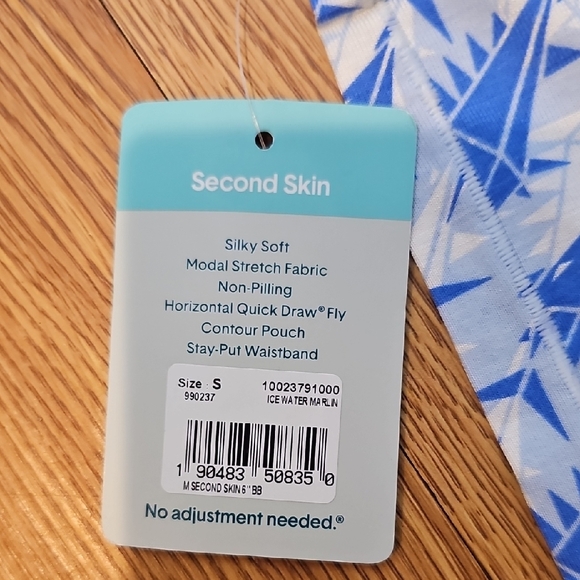 Second Skin
Silky Soft
Modal Stretch Fabric
Non-Pilling
Horizontal Quick Draw® Fly
Contour Pouch
Stay-Put Waistband
Size S 10023791000
990237 ICE WATER MARLIN
1 90483 50835 0
M SECOND SKIN 6" BB
No adjustment needed.®